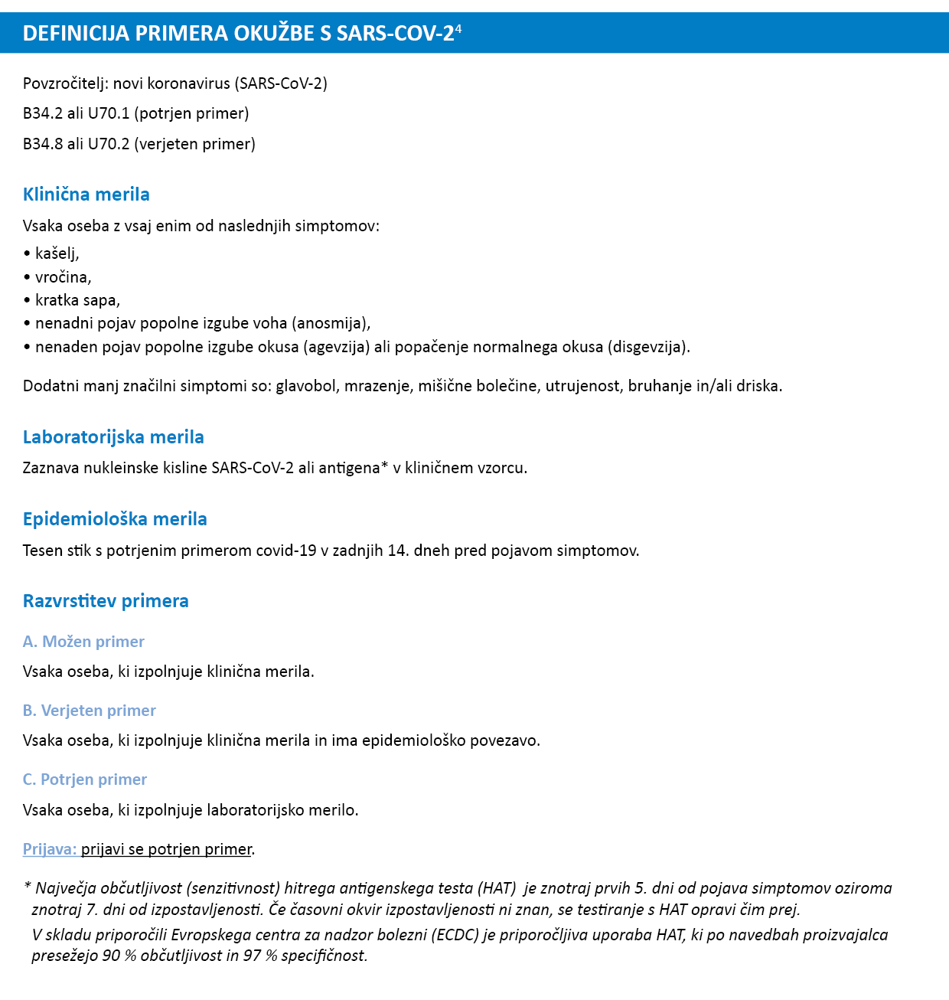 DEFINICIJA PRIMERA OKUŽBE S SARS-COV-2⁴
Povzročitelj: novi koronavirus (SARS-CoV-2)
B34.2 ali U70.1 (potrjen primer)
B34.8 ali U70.2 (verjeten primer)
Klinična merila
Vsaka oseba z vsaj enim od naslednjih simptomov:
• kašelj,
• vročina,
• kratka sapa,
• nenadni pojav popolne izgube voha (anosmija),
• nenaden pojav popolne izgube okusa (agevzija) ali popačenje normalnega okusa (disgevzija).
Dodatni manj značilni simptomi so: glavobol, mrazenje, mišične bolečine, utrujenost, bruhanje in/ali driska.
Laboratorijska merila
Zaznava nukleinske kisline SARS-CoV-2 ali antigena* v kliničnem vzorcu.
Epidemiološka merila
Tesen stik s potrjenim primerom covid-19 v zadnjih 14. dneh pred pojavom simptomov.
Razvrstitev primera
A. Možen primer
Vsaka oseba, ki izpolnjuje klinična merila.
B. Verjeten primer
Vsaka oseba, ki izpolnjuje klinična merila in ima epidemiološko povezavo.
C. Potrjen primer
Vsaka oseba, ki izpolnjuje laboratorijsko merilo.
Prijava: prijavi se potrjen primer.
* Največja občutljivost (senzitivnost) hitrega antigenskega testa (HAT)  je znotraj prvih 5. dni od pojava simptomov oziroma
znotraj 7. dni od izpostavljenosti. Če časovni okvir izpostavljenosti ni znan, se testiranje s HAT opravi čim prej.
V skladu priporočili Evropskega centra za nadzor bolezni (ECDC) je priporočljiva uporaba HAT, ki po navedbah proizvajalca
presežejo 90 % občutljivost in 97 % specifičnost.